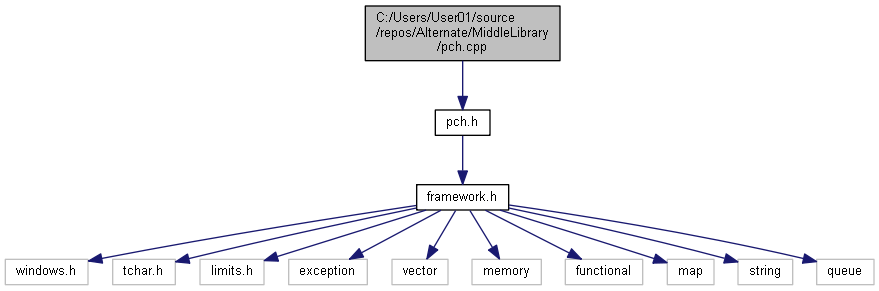 C:/Users/User01/source
/repos/Alternate/MiddleLibrary
/pch.cpp
pch.h
framework.h
windows.h
tchar.h
limits.h
exception
vector
memory
functional
map
string
queue